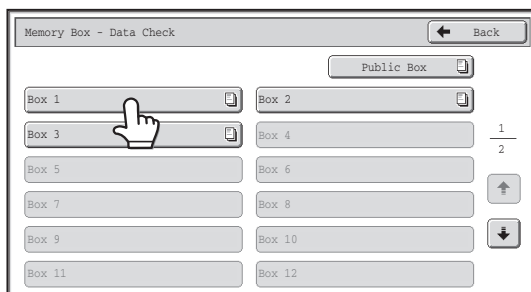 Memory Box - Data Check Back
Public Box
Box 1 Box 2
Box 3 Box 4
1
2
Box 5 Box 6
Box 7 Box 8
Box 9 Box 10
Box 11 Box 12